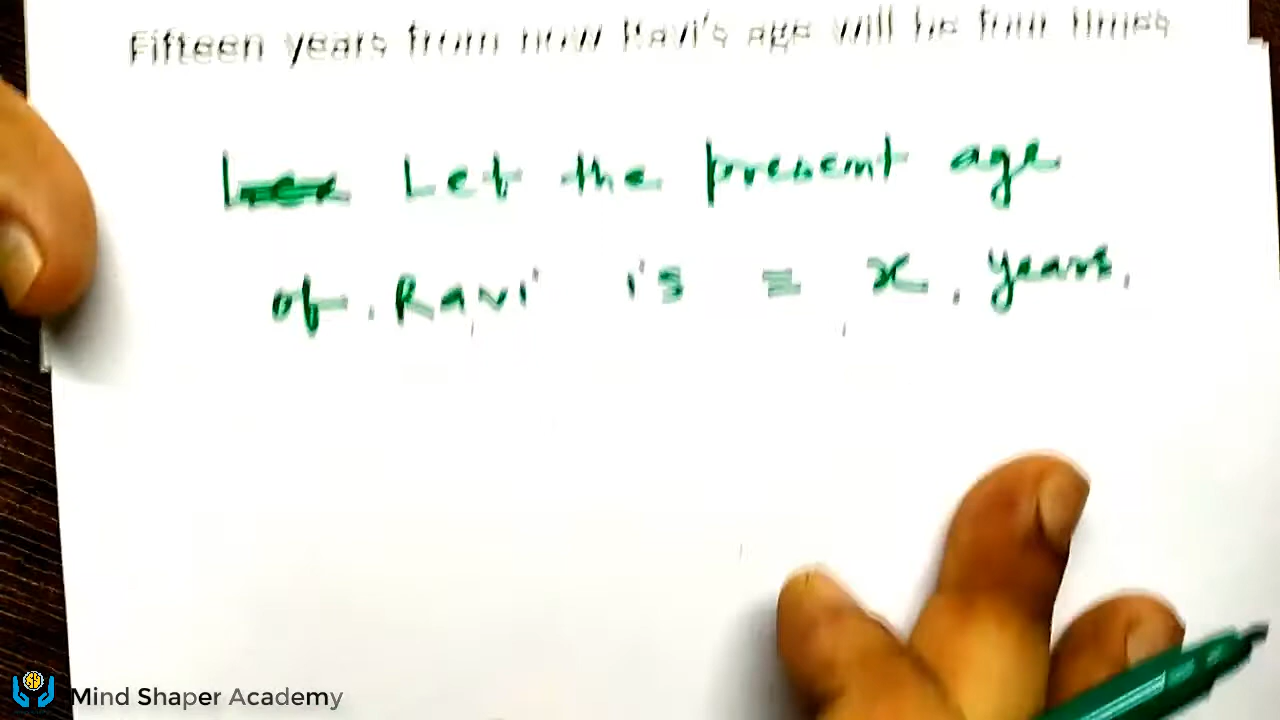 Fifteen years from now Ravi's age will be four times
Let the present age
of Ravi is = x years.
Mind Shaper Academy